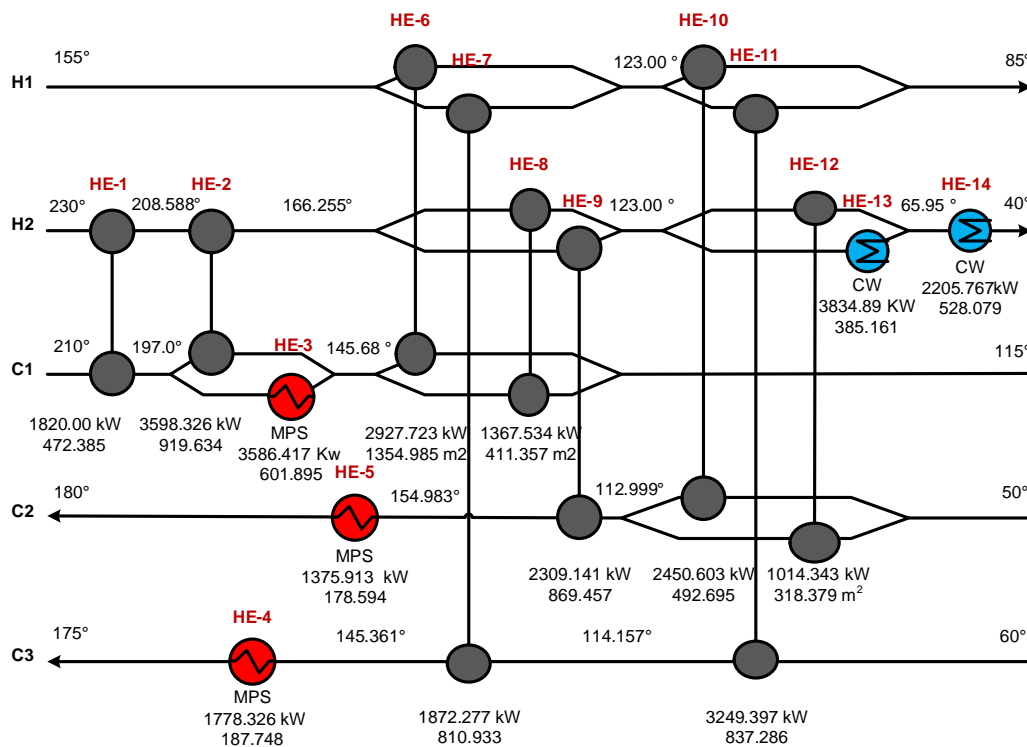 HE-6
HE-10
155°
HE-7
123.00 °
HE-11
85°
H1
HE-8
HE-12
HE-1
HE-2
HE-9
HE-13
HE-14
230°
208.588°
166.255°
123.00 °
65.95 °
40°
H2
CW
3834.89 KW
385.161
CW
2205.767kW
528.079
210°
197.0°
HE-3
145.68 °
115°
C1
1820.00 kW
472.385
3598.326 kW
919.634
MPS
3586.417 Kw
601.895
2927.723 kW
1354.985 m2
1367.534 kW
411.357 m2
HE-5
180°
154.983°
112.999°
50°
C2
MPS
1375.913 kW
178.594
2309.141 kW
869.457
2450.603 kW
492.695
1014.343 kW
318.379 m²
HE-4
175°
145.361°
114.157°
60°
C3
MPS
1778.326 kW
187.748
1872.277 kW
810.933
3249.397 kW
837.286